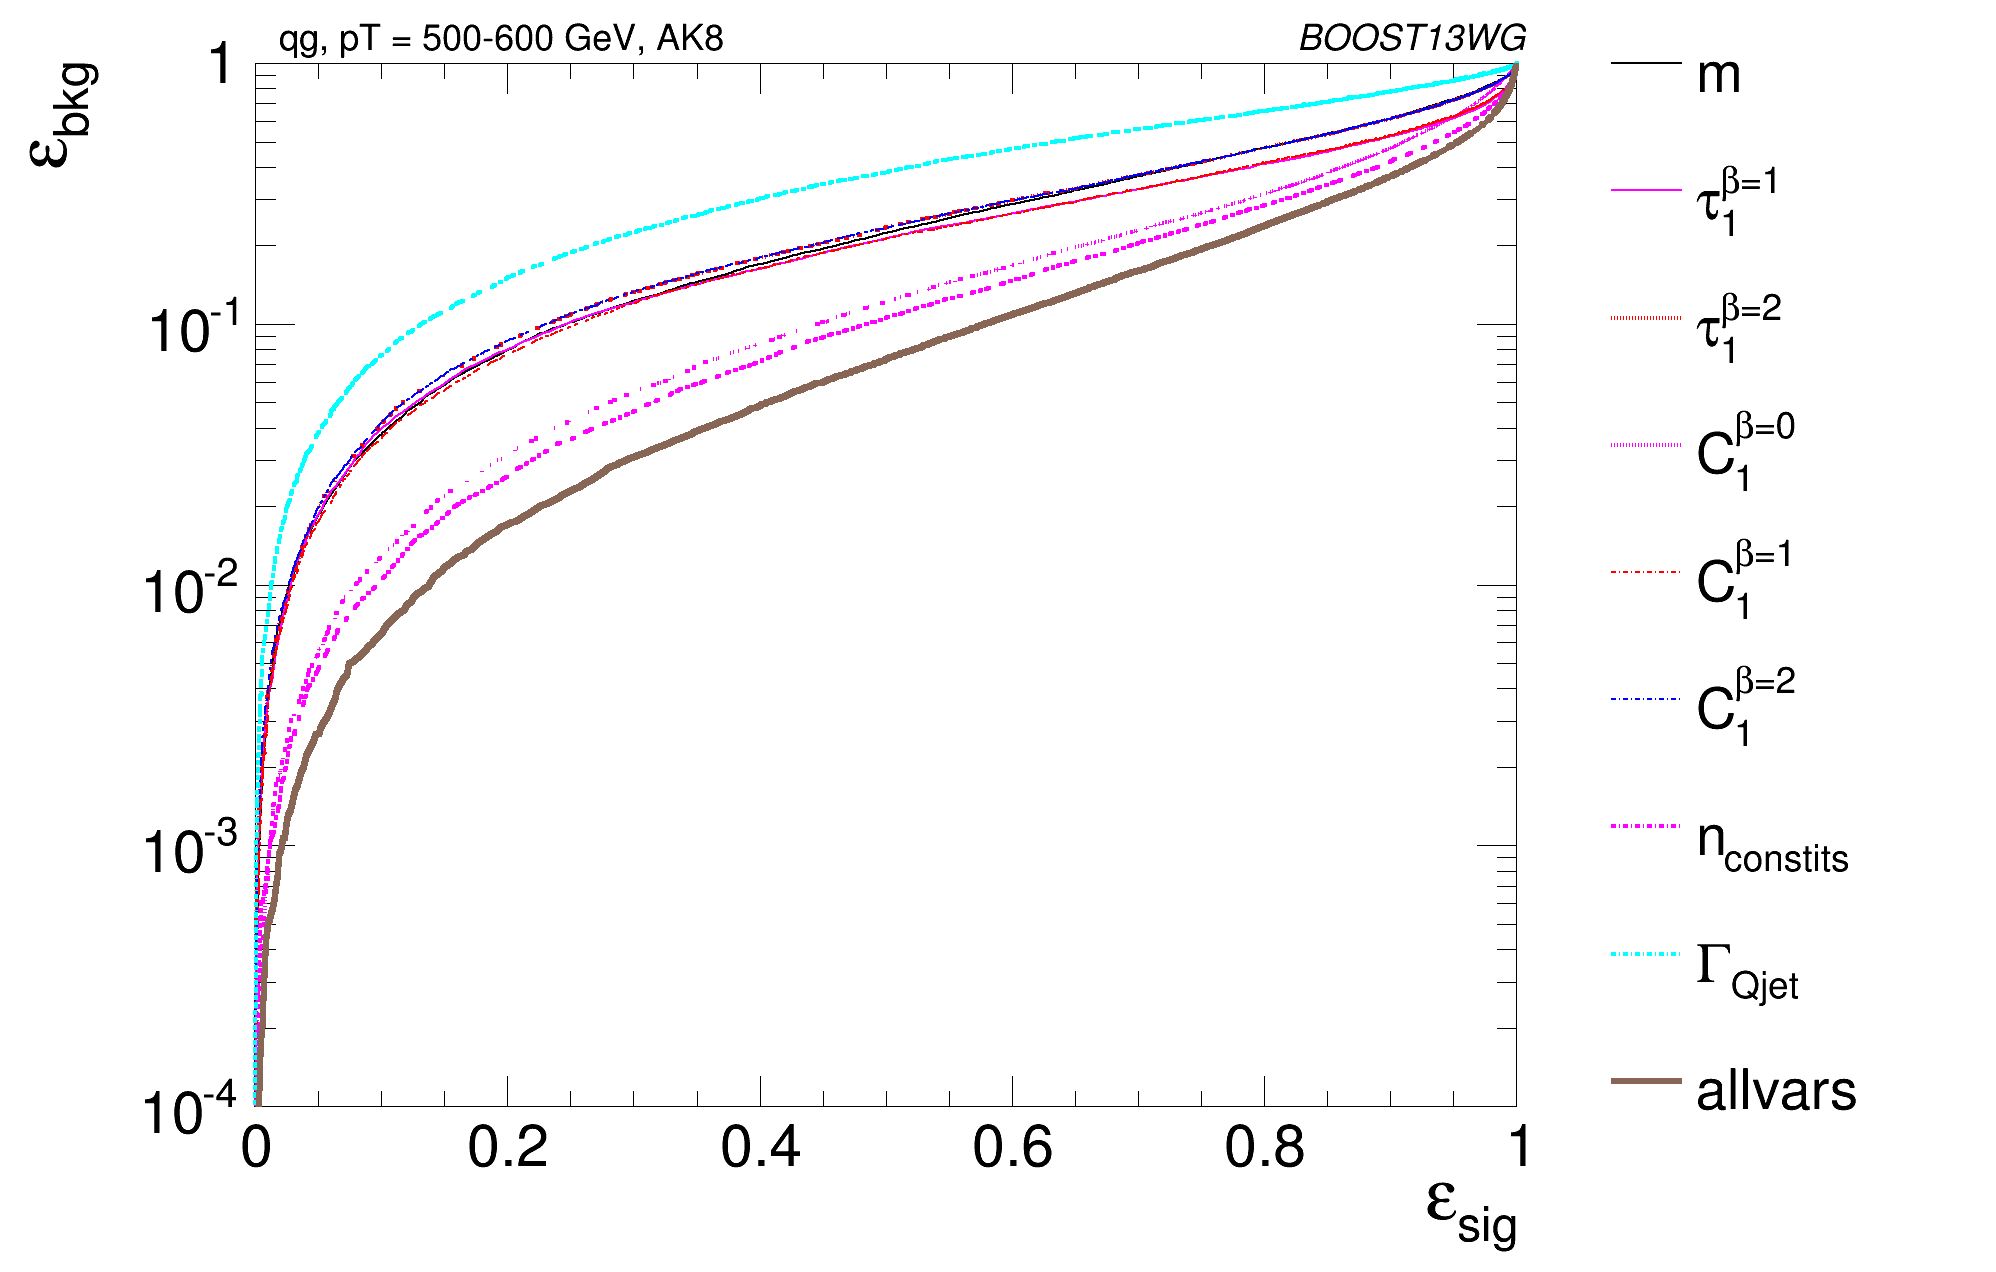 qg, pT = 500-600 GeV, AK8
BOOST13WG
ε_bkg
1
10^-1
10^-2
10^-3
10^-4
0 0.2 0.4 0.6 0.8 1
ε_sig
m
τ_1^β=1
τ_1^β=2
C_1^β=0
C_1^β=1
C_1^β=2
n_constits
Γ_Qjet
allvars